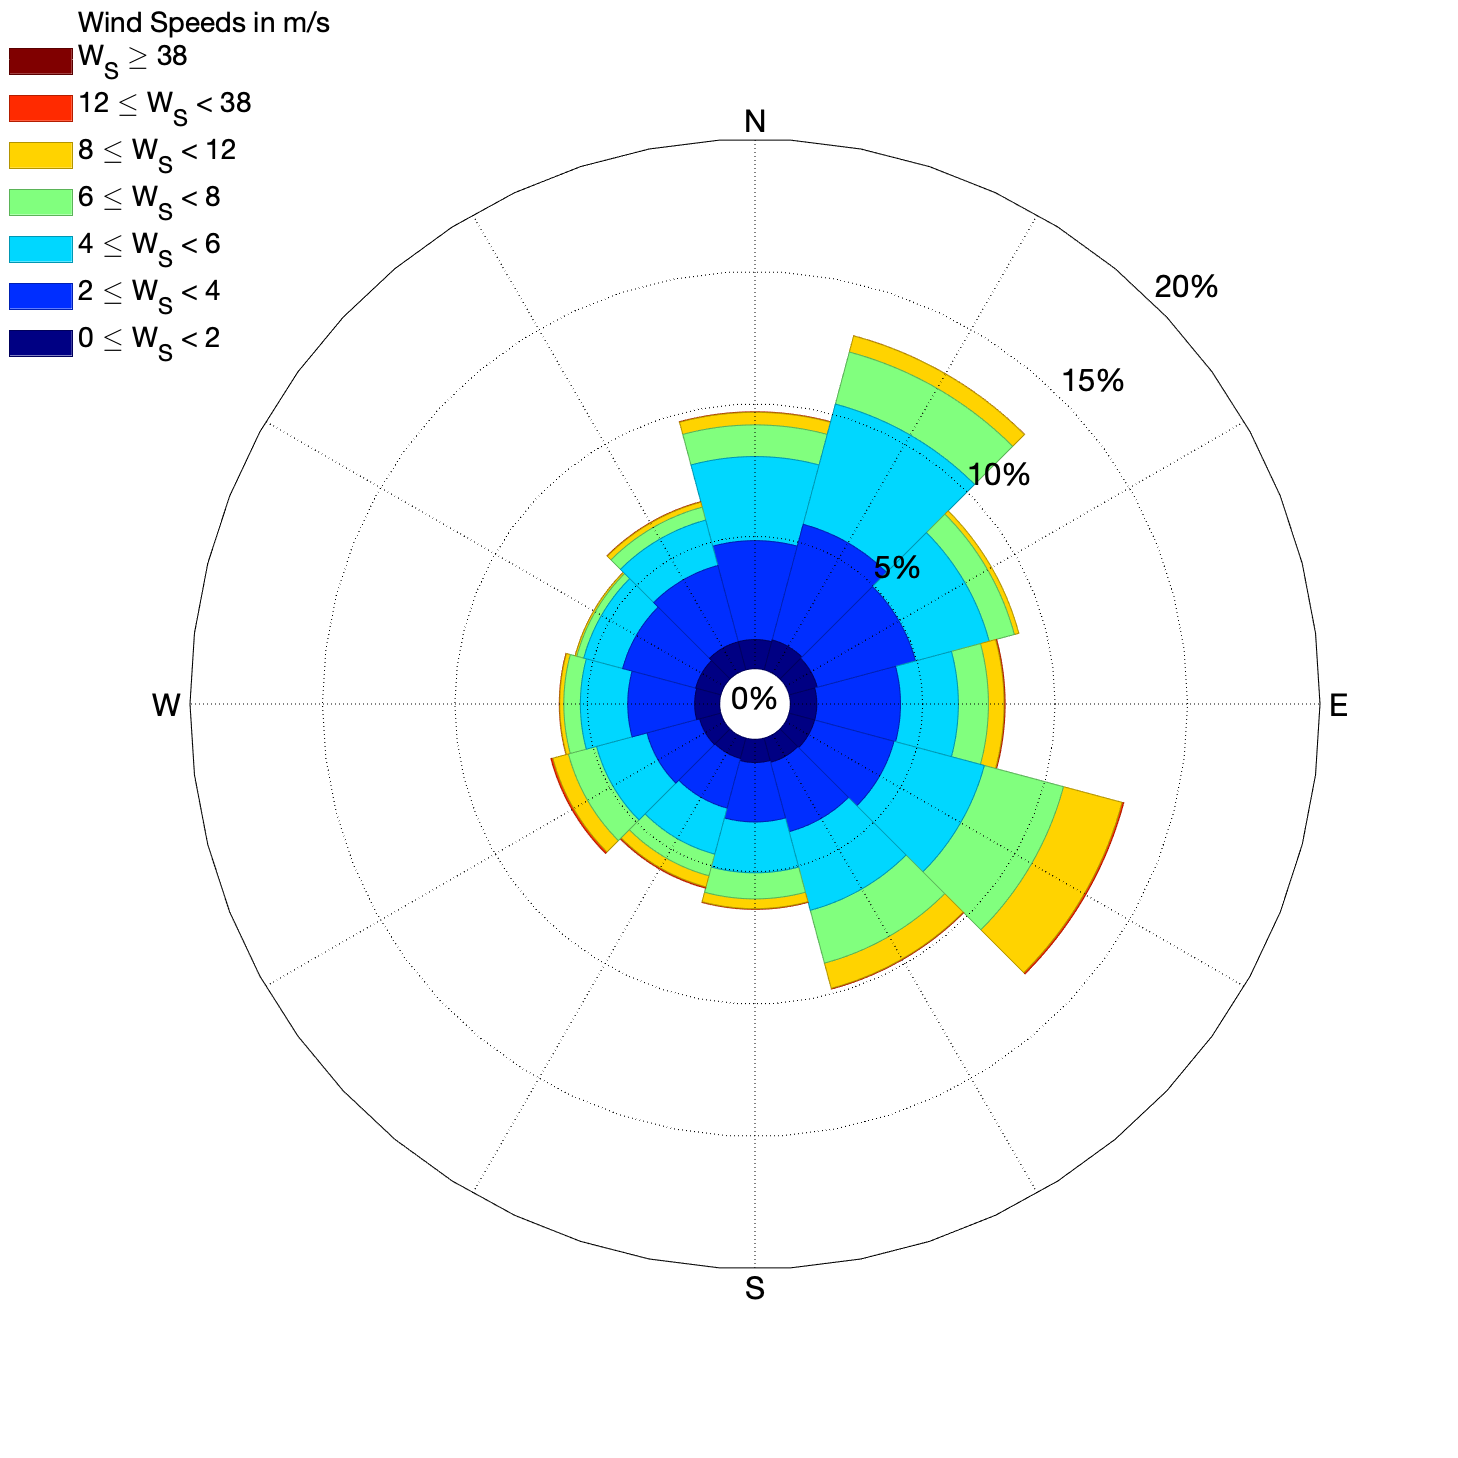 Wind Speeds in m/s
W_S ≥ 38
12 ≤ W_S < 38
8 ≤ W_S < 12
6 ≤ W_S < 8
4 ≤ W_S < 6
2 ≤ W_S < 4
0 ≤ W_S < 2
N
20%
15%
10%
5%
0%
W
E
S